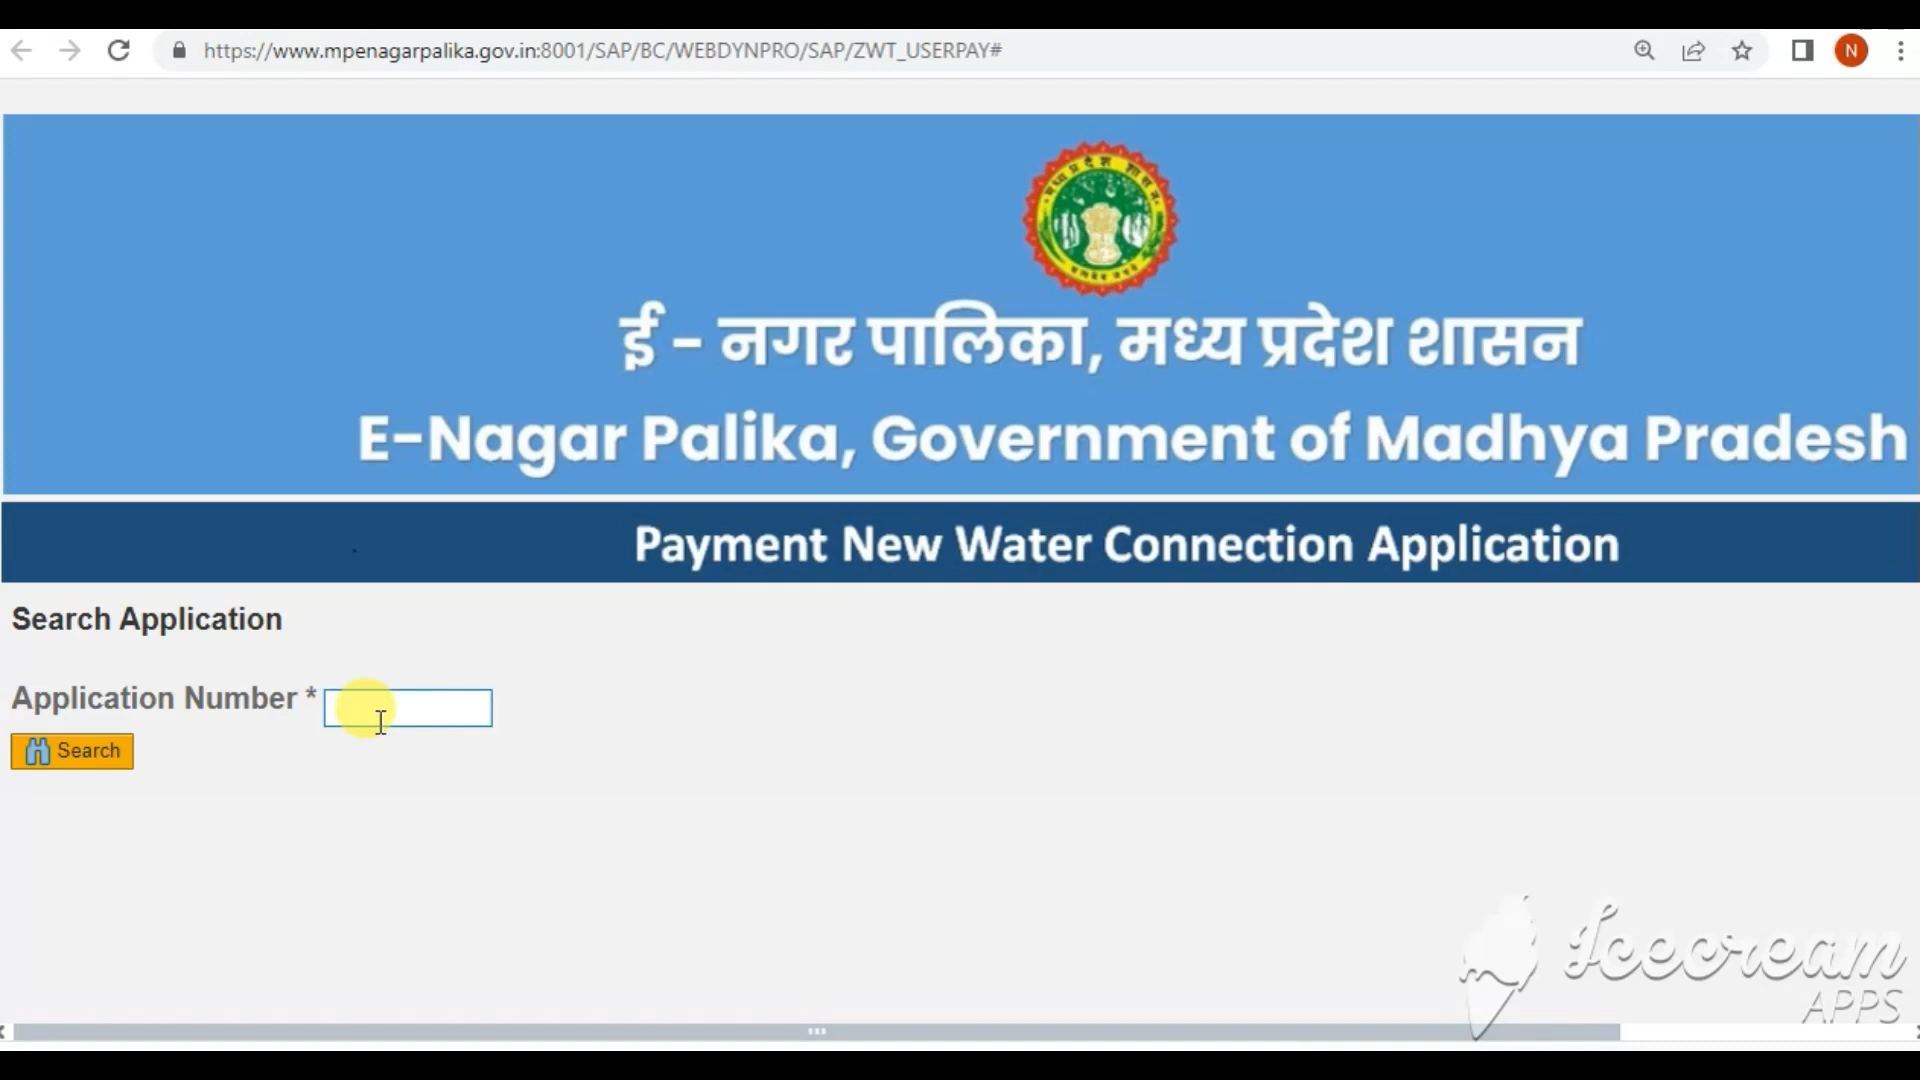 https://www.mpenagarpalika.gov.in:8001/SAP/BC/WEBDYNPRO/SAP/ZWT_USERPAY#
N
ई - नगर पालिका, मध्य प्रदेश शासन
E-Nagar Palika, Government of Madhya Pradesh
Payment New Water Connection Application
Search Application
Application Number *
Search
Icecream
APPS